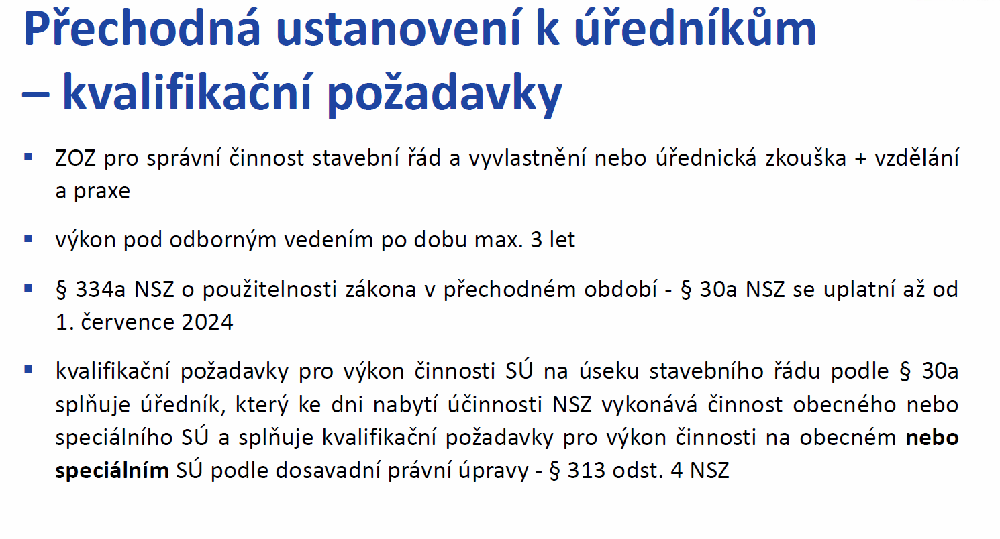 Přechodná ustanovení k úředníkům
– kvalifikační požadavky
▪ ZOZ pro správní činnost stavební řád a vyvlastnění nebo úřednická zkouška + vzdělání
a praxe
▪ výkon pod odborným vedením po dobu max. 3 let
▪ § 334a NSZ o použitelnosti zákona v přechodném období - § 30a NSZ se uplatní až od
1. července 2024
▪ kvalifikační požadavky pro výkon činnosti SÚ na úseku stavebního řádu podle § 30a
splňuje úředník, který ke dni nabytí účinnosti NSZ vykonává činnost obecného nebo
speciálního SÚ a splňuje kvalifikační požadavky pro výkon činnosti na obecném nebo
speciálním SÚ podle dosavadní právní úpravy - § 313 odst. 4 NSZ